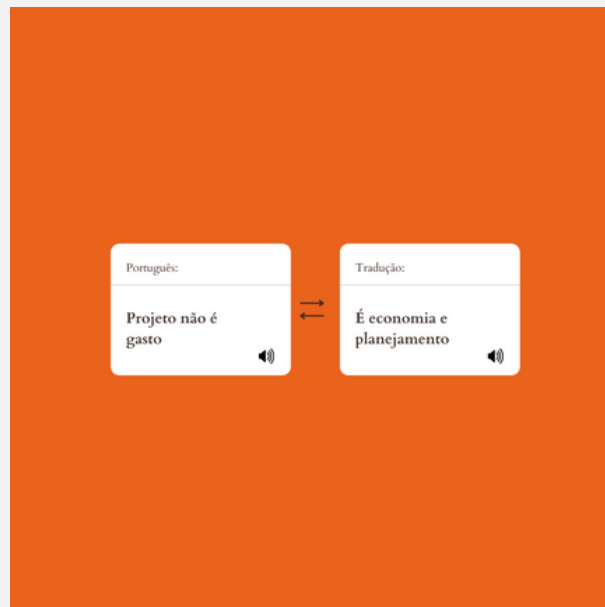 Português:
Projeto não é
gasto
Tradução:
É economia e
planejamento